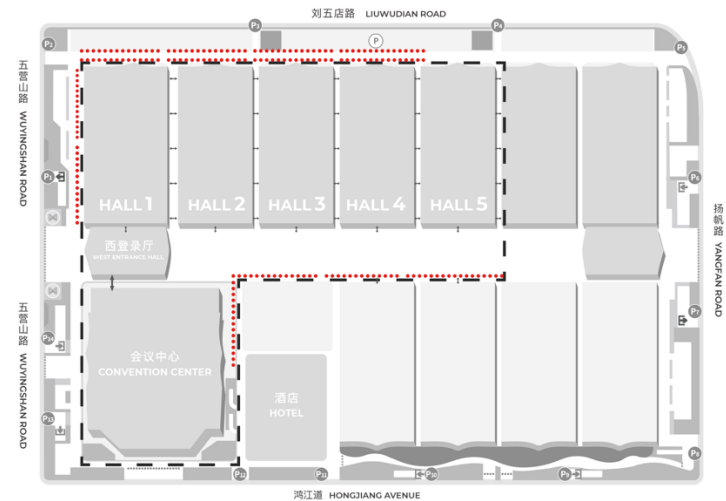 刘五店路 LIUWUDIAN ROAD
P3
P4
P
P2
P5
五营山路 WUYINGSHAN ROAD
P1
P6
HALL 1
HALL 2
HALL 3
HALL 4
HALL 5
扬帆路 YANGFAN ROAD
西登录厅
WEST ENTRANCE HALL
五营山路 WUYINGSHAN ROAD
P7
P14
会议中心
CONVENTION CENTER
酒店
HOTEL
P13
P8
P12
P11
P10
P9
鸿江道 HONGJIANG AVENUE